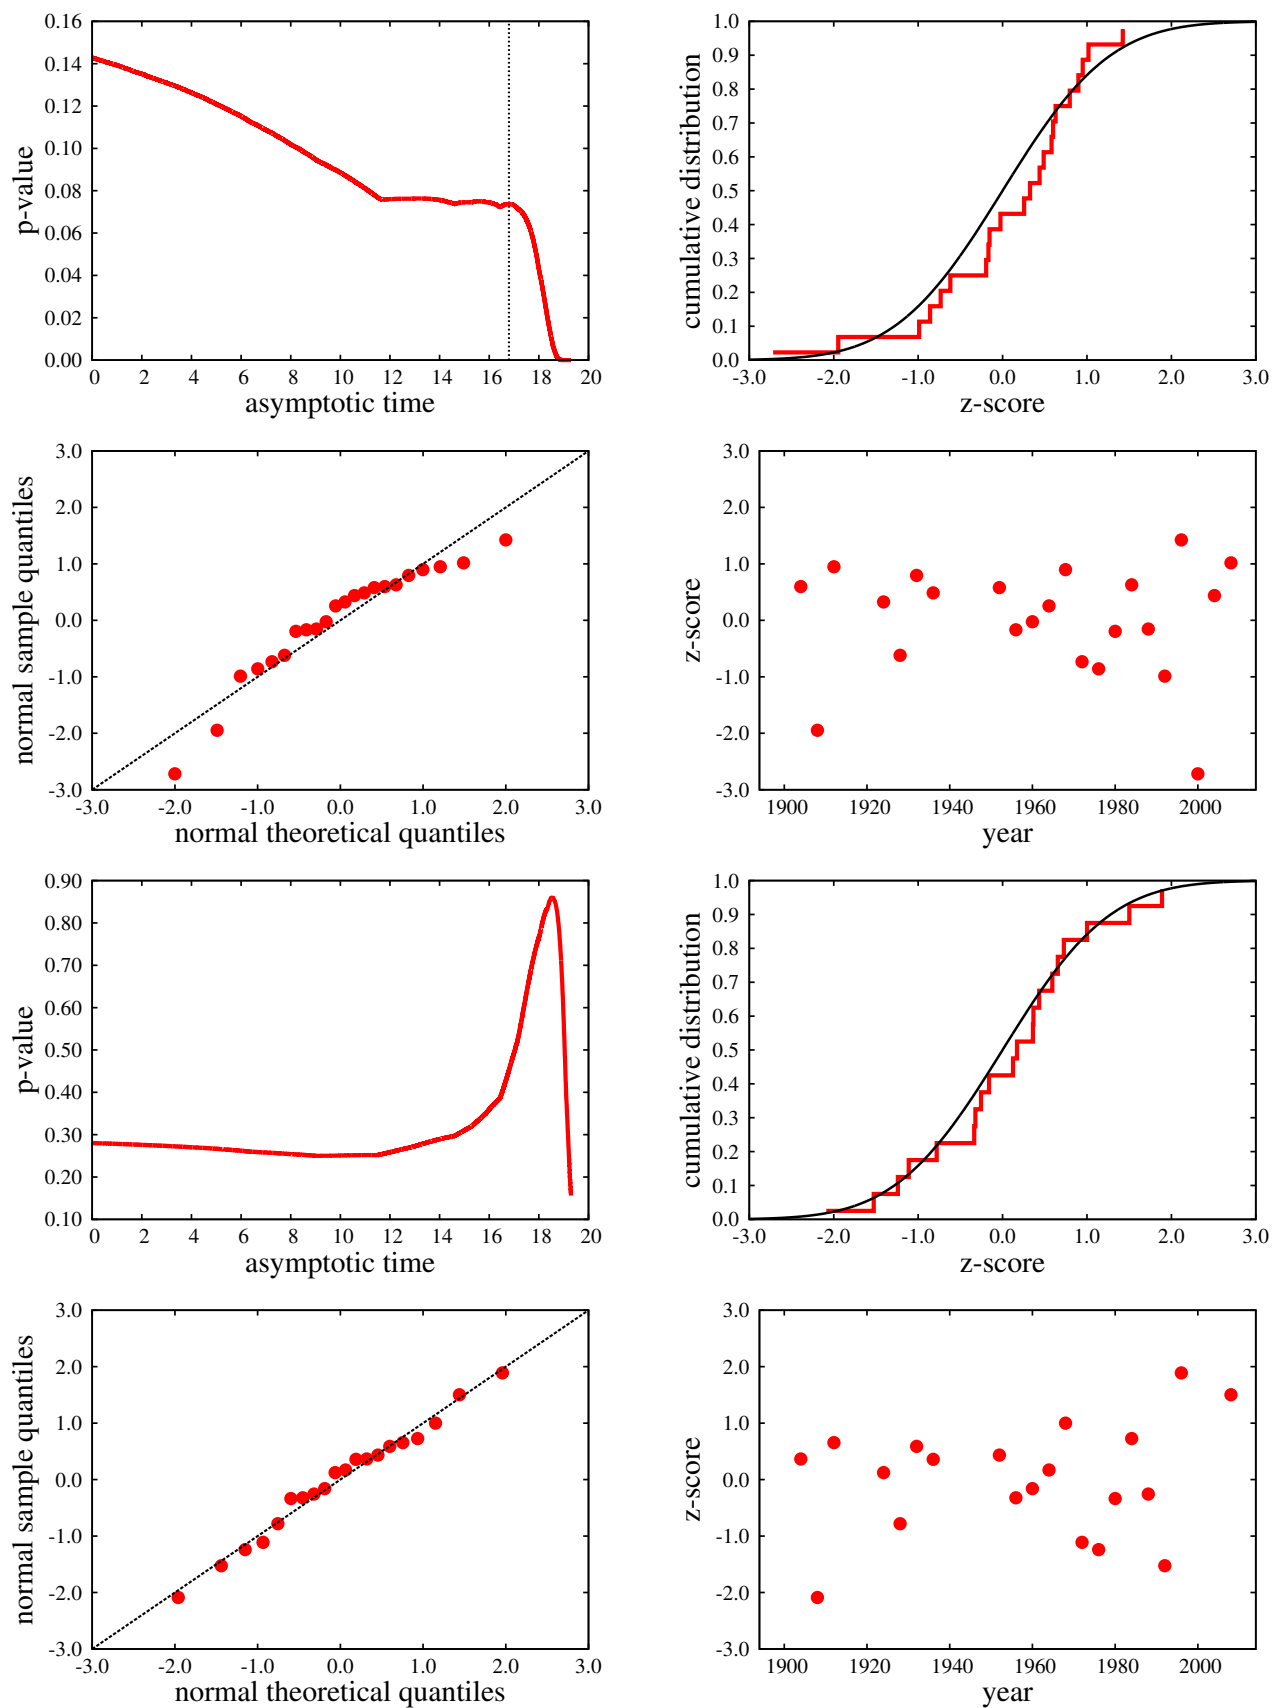 0.16
0.14
0.12
0.10
0.08
0.06
0.04
0.02
0.00
p-value
0 2 4 6 8 10 12 14 16 18 20
asymptotic time
1.0
0.9
0.8
0.7
0.6
0.5
0.4
0.3
0.2
0.1
0.0
cumulative distribution
-3.0 -2.0 -1.0 0.0 1.0 2.0 3.0
z-score
3.0
2.0
1.0
0.0
-1.0
-2.0
-3.0
normal sample quantiles
-3.0 -2.0 -1.0 0.0 1.0 2.0 3.0
normal theoretical quantiles
3.0
2.0
1.0
0.0
-1.0
-2.0
-3.0
z-score
1900 1920 1940 1960 1980 2000
year
0.90
0.80
0.70
0.60
0.50
0.40
0.30
0.20
0.10
p-value
0 2 4 6 8 10 12 14 16 18 20
asymptotic time
1.0
0.9
0.8
0.7
0.6
0.5
0.4
0.3
0.2
0.1
0.0
cumulative distribution
-3.0 -2.0 -1.0 0.0 1.0 2.0 3.0
z-score
3.0
2.0
1.0
0.0
-1.0
-2.0
-3.0
normal sample quantiles
-3.0 -2.0 -1.0 0.0 1.0 2.0 3.0
normal theoretical quantiles
3.0
2.0
1.0
0.0
-1.0
-2.0
-3.0
z-score
1900 1920 1940 1960 1980 2000
year